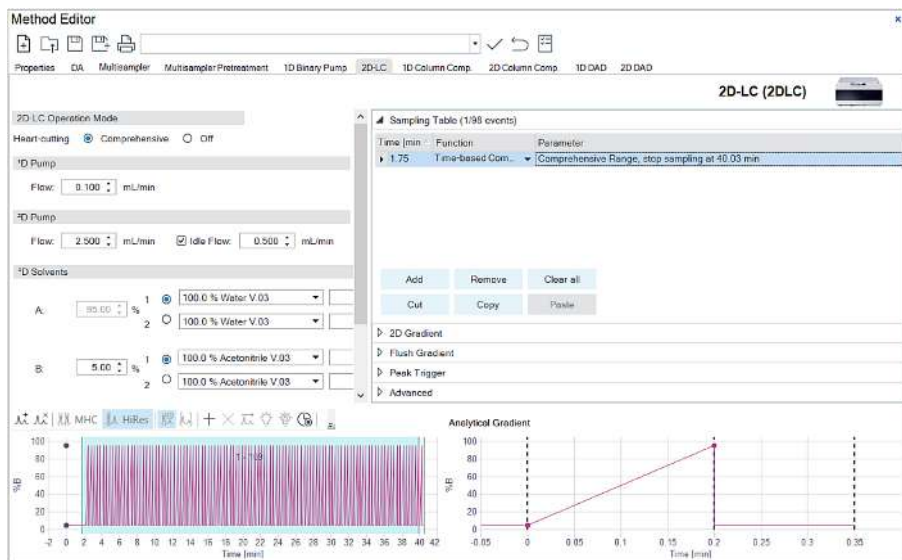 Method Editor
Properties DA Multisampler Multisampler Pretreatment 1D Binary Pump 2D-LC 1D Column Comp. 2D Column Comp. 1D DAD 2D DAD
2D-LC (2DLC)
2D-LC Operation Mode
Heart-cutting Comprehensive Off
¹D Pump
Flow: 0.100 mL/min
²D Pump
Flow: 2.500 mL/min Idle Flow: 0.500 mL/min
²D Solvents
A: 95.00 % 1 100.0 % Water V.03
2 100.0 % Water V.03
B: 5.00 % 1 100.0 % Acetonitrile V.03
2 100.0 % Acetonitrile V.03
Sampling Table (1/98 events)
Time [min Function Parameter
1.75 Time-based Com... Comprehensive Range, stop sampling at 40.03 min
Add Remove Clear all
Cut Copy Paste
2D Gradient
Flush Gradient
Peak Trigger
Advanced
MHC HiRes
%B
100
80
60
40
20
0
1 - 109
-2 0 2 4 6 8 10 12 14 16 18 20 22 24 26 28 30 32 34 36 38 40 42
Time [min]
Analytical Gradient
%B
100
80
60
40
20
0
-0.05 0 0.05 0.1 0.15 0.2 0.25 0.3 0.35
Time [min]